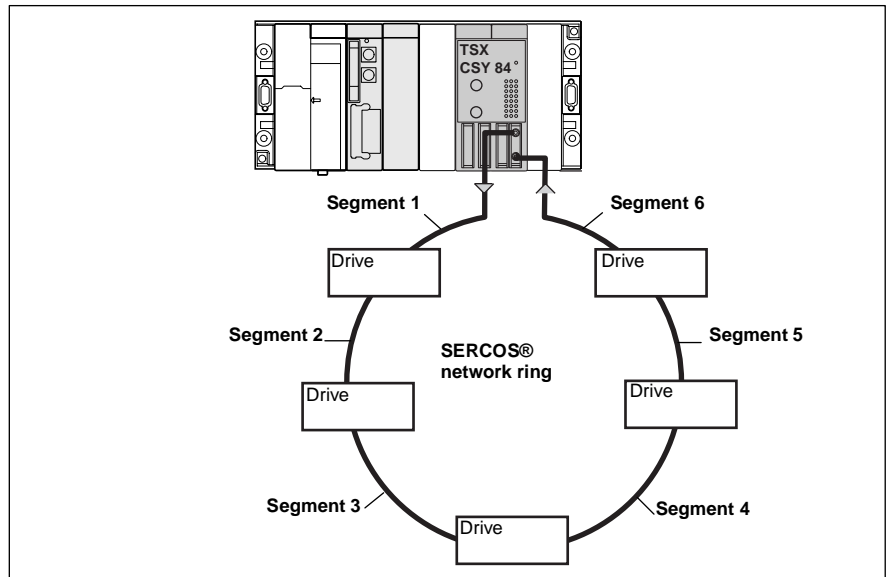 TSX
CSY 84
Segment 1
Segment 6
Drive
Drive
Segment 2
SERCOS®
network ring
Segment 5
Drive
Drive
Segment 3
Segment 4
Drive